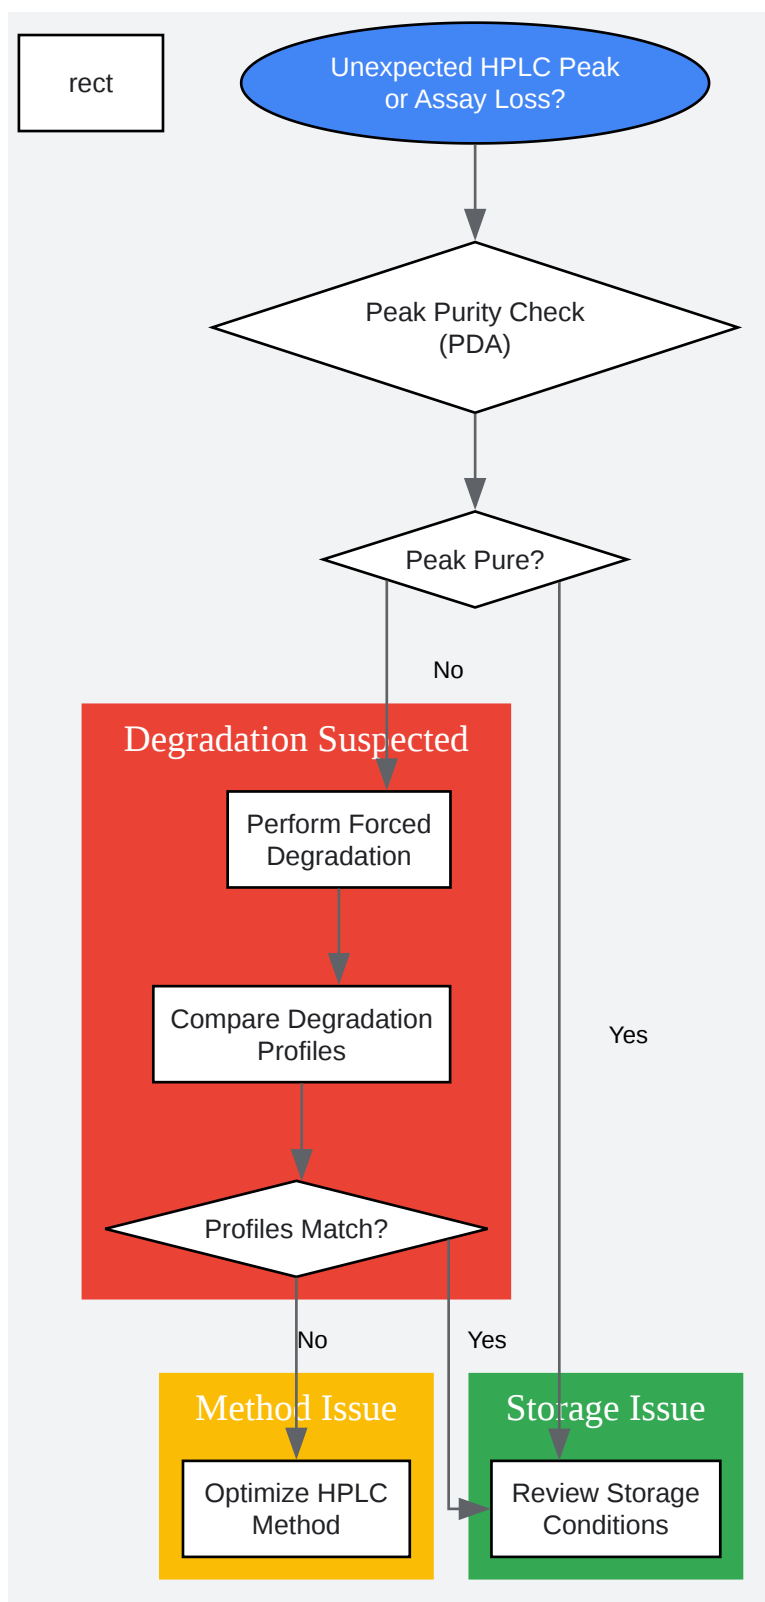 rect
Unexpected HPLC Peak
or Assay Loss?
Peak Purity Check
(PDA)
Peak Pure?
No
Degradation Suspected
Perform Forced
Degradation
Compare Degradation
Profiles
Yes
Profiles Match?
No
Yes
Method Issue
Storage Issue
Optimize HPLC
Method
Review Storage
Conditions